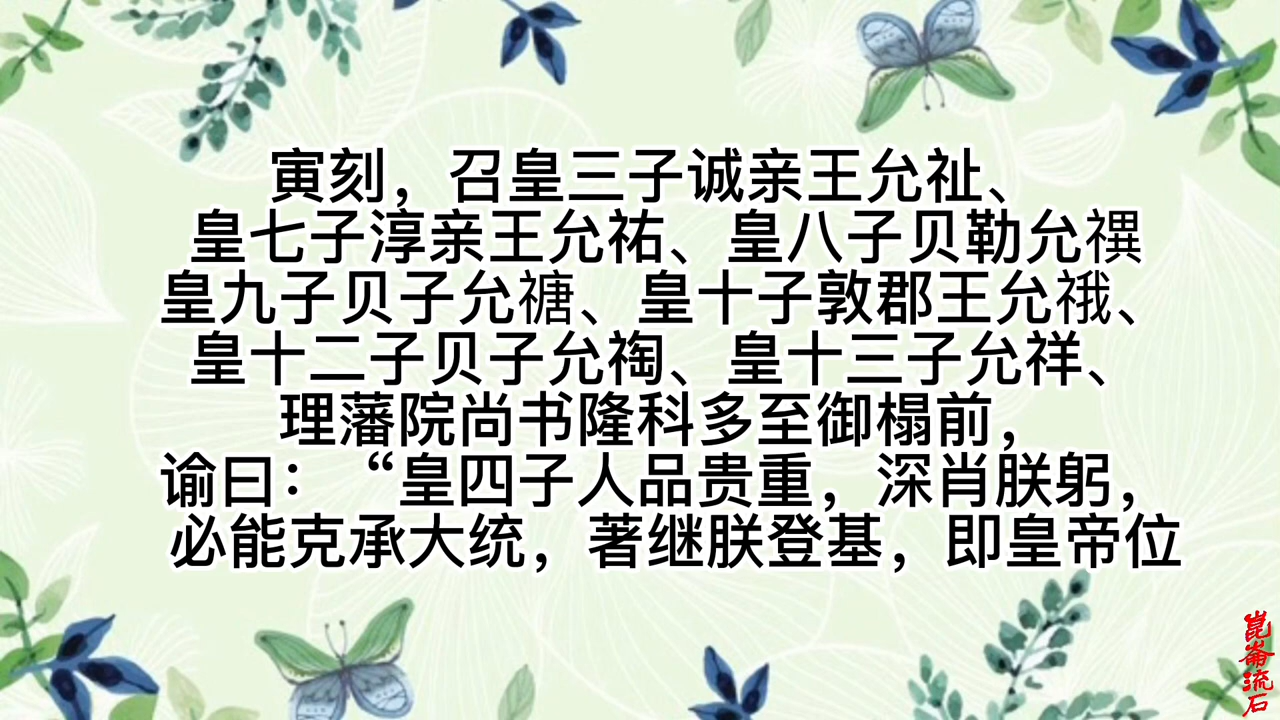 寅刻，召皇三子诚亲王允祉、
皇七子淳亲王允祐、皇八子贝勒允禩
皇九子贝子允禟、皇十子敦郡王允䄉、
皇十二子贝子允祹、皇十三子允祥、
理藩院尚书隆科多至御榻前，
谕曰：“皇四子人品贵重，深肖朕躬，
必能克承大统，著继朕登基，即皇帝位
崑崙流石